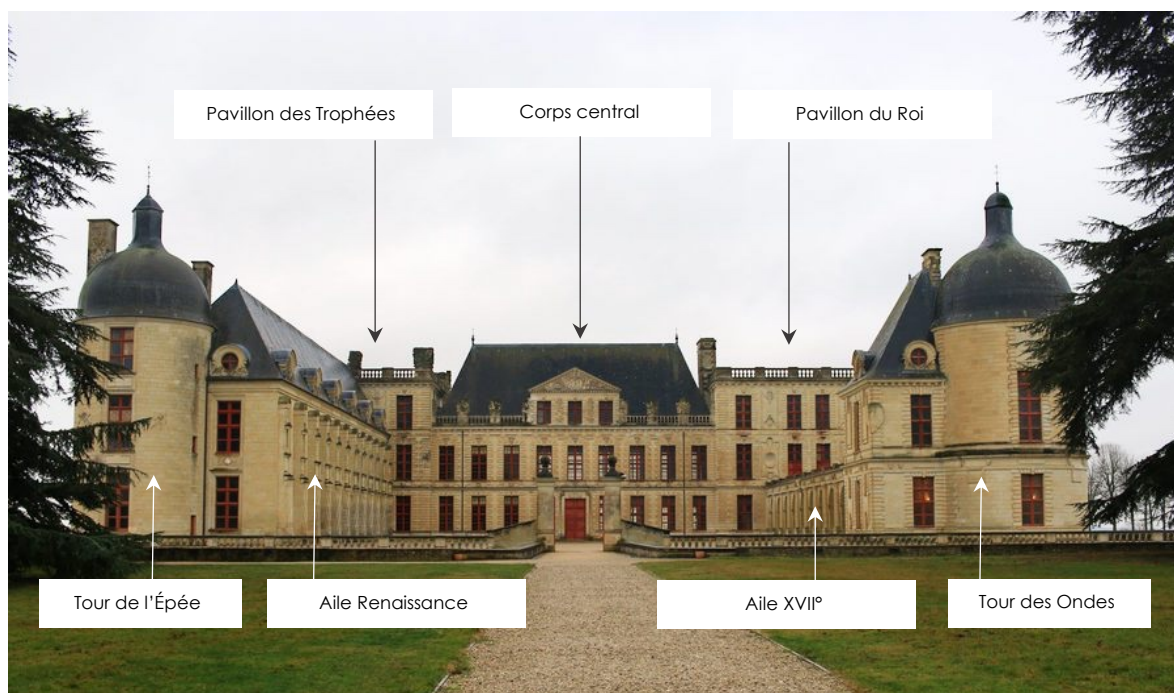 Pavillon des Trophées
Corps central
Pavillon du Roi
Tour de l'Épée
Aile Renaissance
Aile XVII°
Tour des Ondes